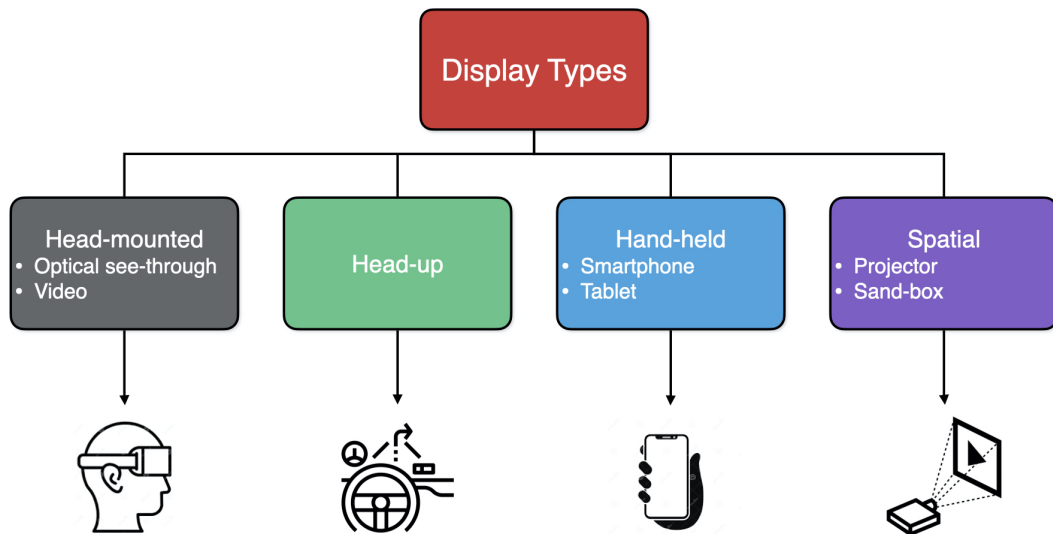 Display Types
Head-mounted
• Optical see-through
• Video
Head-up
Hand-held
• Smartphone
• Tablet
Spatial
• Projector
• Sand-box